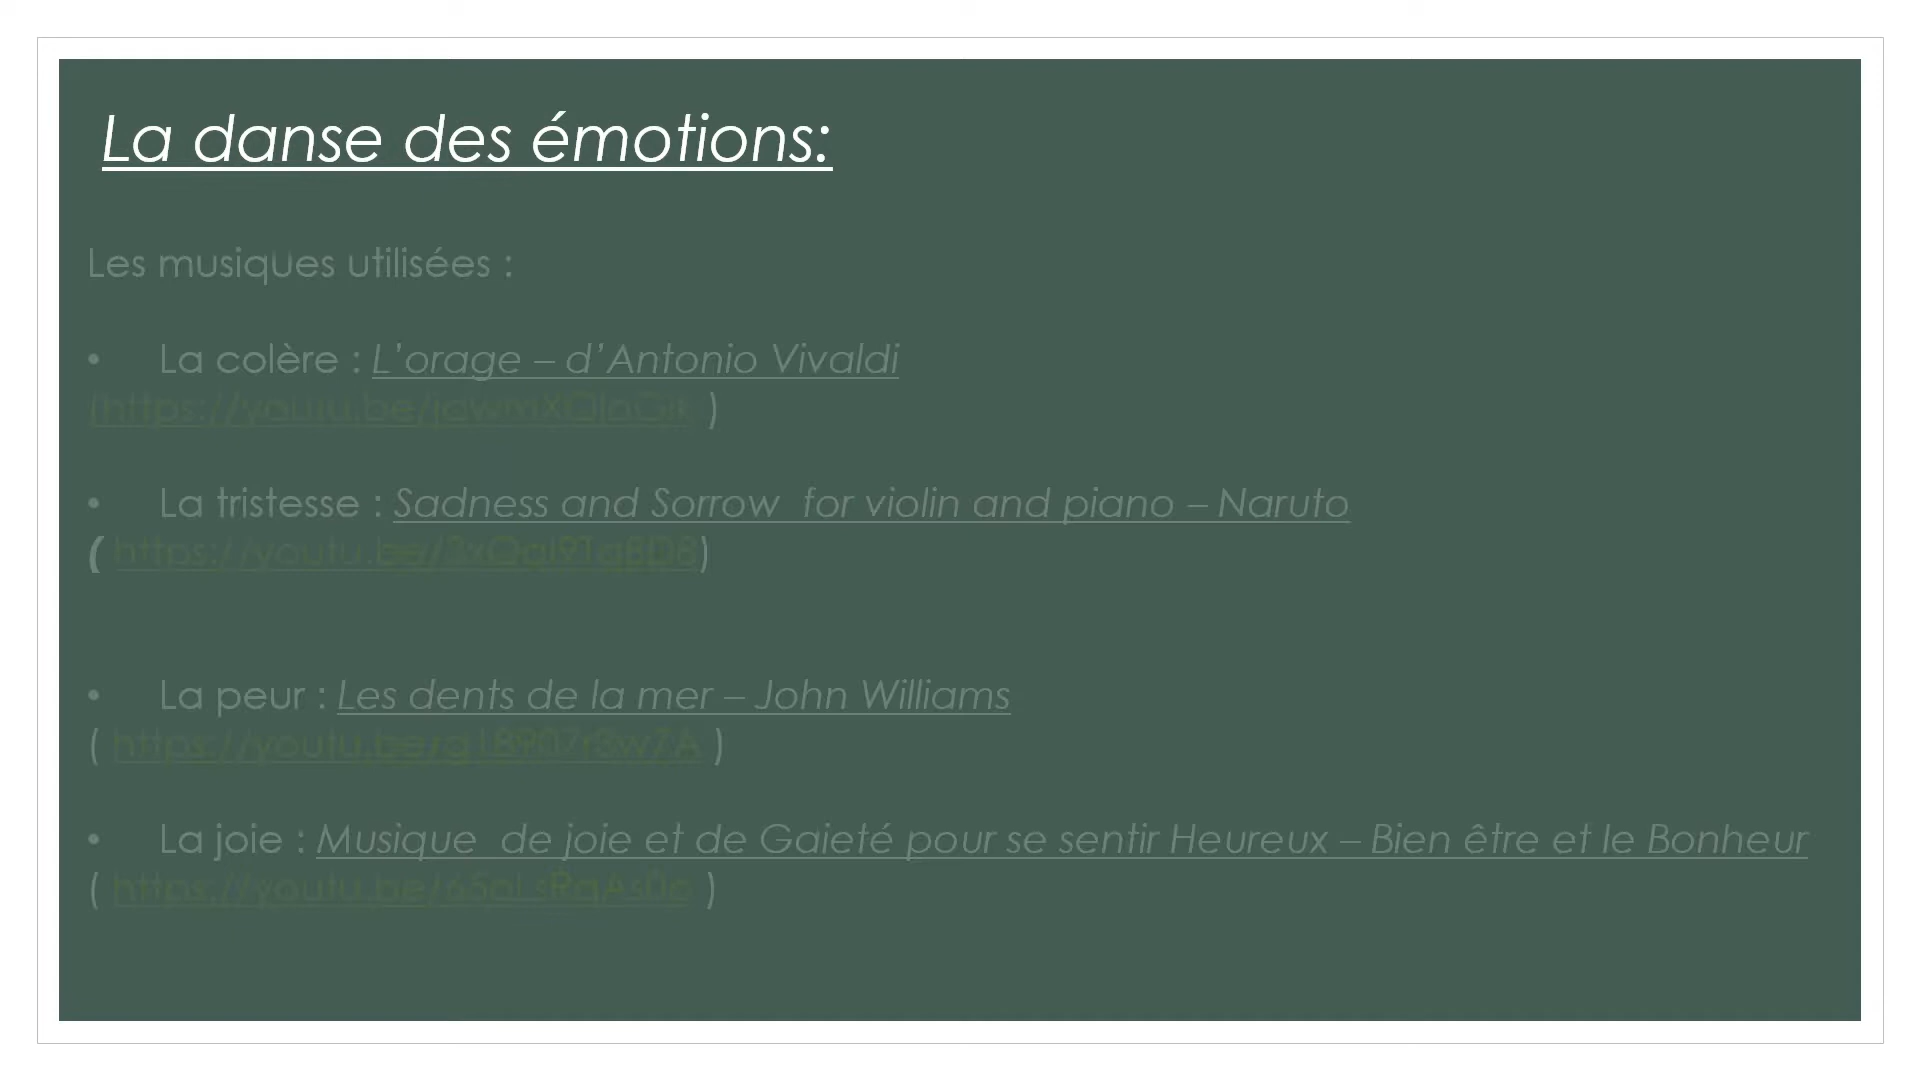 La danse des émotions:
Les musiques utilisées :
• La colère : L’orage – d’Antonio Vivaldi
)
• La tristesse : Sadness and Sorrow for violin and piano – Naruto
( )
• La peur : Les dents de la mer – John Williams
( )
• La joie : Musique de joie et de Gaieté pour se sentir Heureux – Bien être et le Bonheur
( )